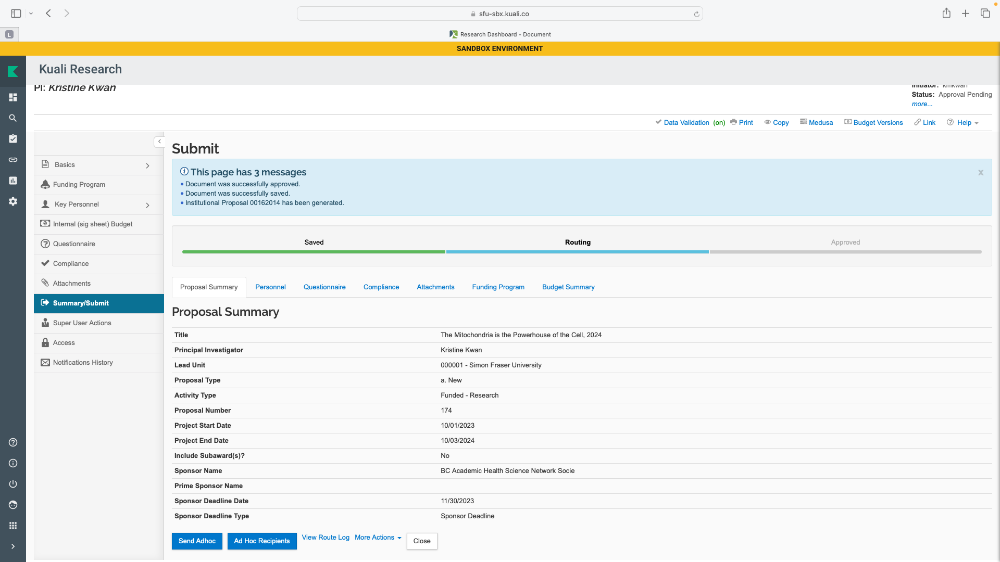 sfu-sbx.kuali.co
L
Research Dashboard - Document
SANDBOX ENVIRONMENT
Kuali Research
PI: Kristine Kwan
Initiator: kmkwan
Status: Approval Pending
more...
Data Validation (on) Print Copy Medusa Budget Versions Link Help
Submit
Basics
Funding Program
Key Personnel
Internal (sig sheet) Budget
Questionnaire
Compliance
Attachments
Summary/Submit
Super User Actions
Access
Notifications History
This page has 3 messages
x
Document was successfully approved.
Document was successfully saved.
Institutional Proposal 00162014 has been generated.
Saved Routing Approved
Proposal Summary Personnel Questionnaire Compliance Attachments Funding Program Budget Summary
Proposal Summary
Title The Mitochondria is the Powerhouse of the Cell, 2024
Principal Investigator Kristine Kwan
Lead Unit 000001 - Simon Fraser University
Proposal Type a. New
Activity Type Funded - Research
Proposal Number 174
Project Start Date 10/01/2023
Project End Date 10/03/2024
Include Subaward(s)? No
Sponsor Name BC Academic Health Science Network Socie
Prime Sponsor Name
Sponsor Deadline Date 11/30/2023
Sponsor Deadline Type Sponsor Deadline
Send Adhoc Ad Hoc Recipients View Route Log More Actions Close